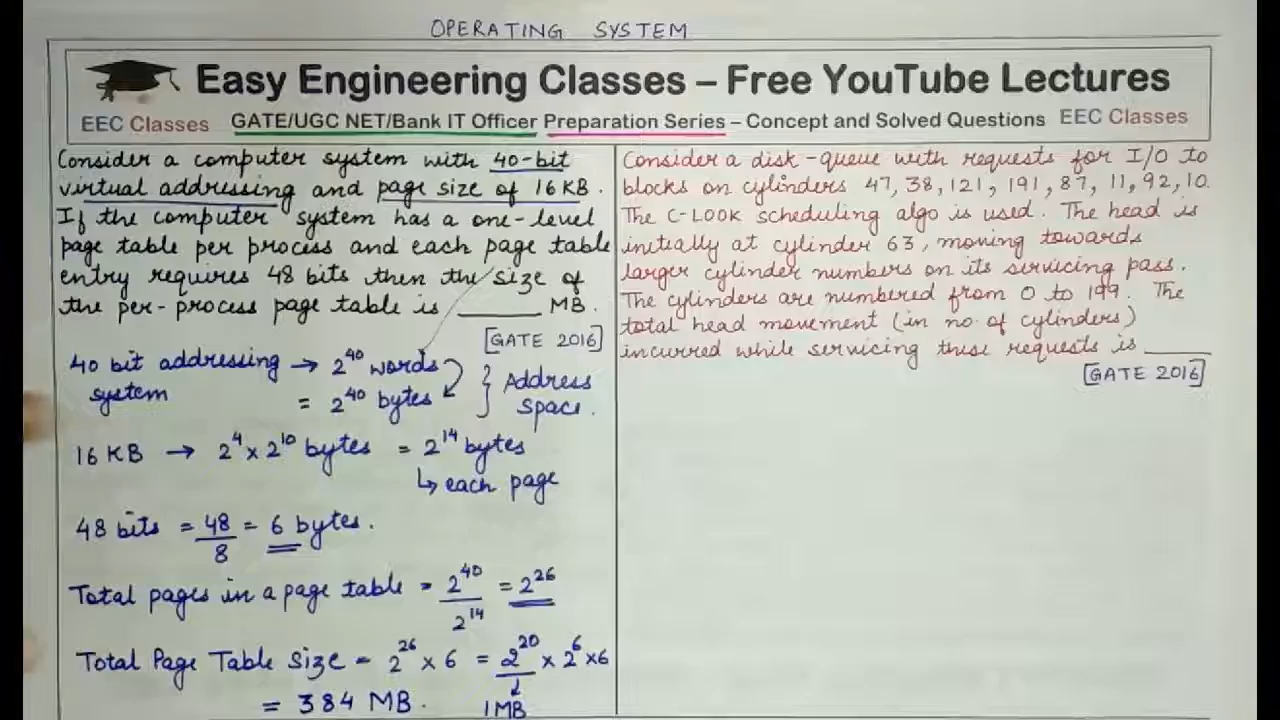 OPERATING SYSTEM
Easy Engineering Classes – Free YouTube Lectures
EEC Classes GATE/UGC NET/Bank IT Officer Preparation Series – Concept and Solved Questions EEC Classes
Consider a computer system with 40-bit
virtual addressing and page size of 16 KB.
If the computer system has a one-level
page table per process and each page table
entry requires 48 bits then the size of
the per-process page table is ______ MB.
[GATE 2016]
40 bit addressing → 2^40 words
system = 2^40 bytes } Address
Space.
16 KB → 2^4 x 2^10 bytes = 2^14 bytes
↳ each page
48 bits = 48/8 = 6 bytes.
Total pages in a page table = 2^40/2^14 = 2^26
Total Page Table Size = 2^26 x 6 = 2^20 x 2^6 x 6
= 384 MB. 1MB
Consider a disk-queue with requests for I/O to
blocks on cylinders 47, 38, 121, 191, 87, 11, 92, 10.
The C-LOOK scheduling algo is used. The head is
initially at cylinder 63, moving towards
larger cylinder numbers on its servicing pass.
The cylinders are numbered from 0 to 199. The
total head movement (in no. of cylinders)
incurred while servicing these requests is ______
[GATE 2016]